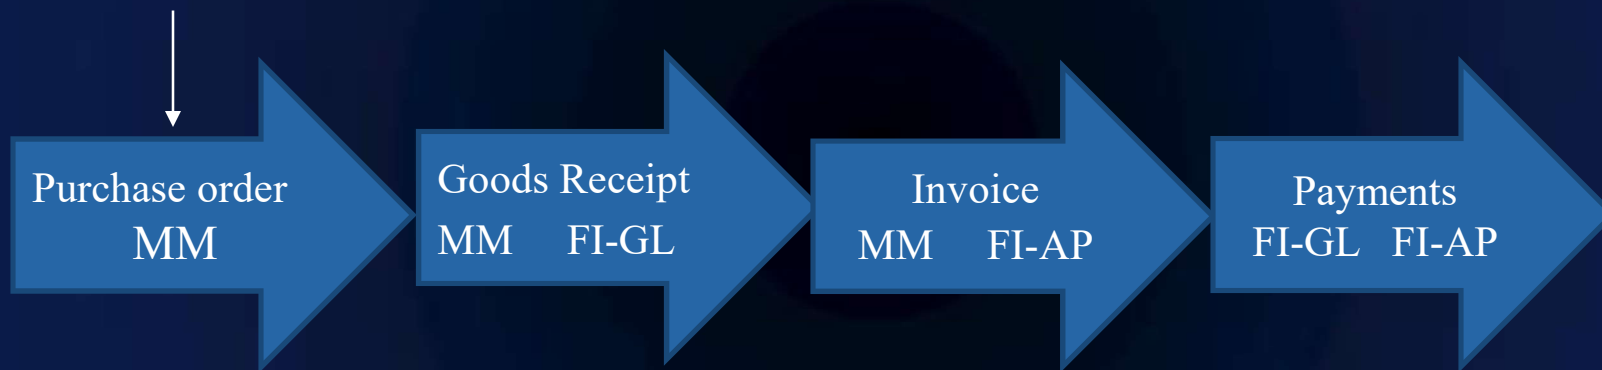 Purchase order
MM
Goods Receipt
MM FI-GL
Invoice
MM FI-AP
Payments
FI-GL FI-AP